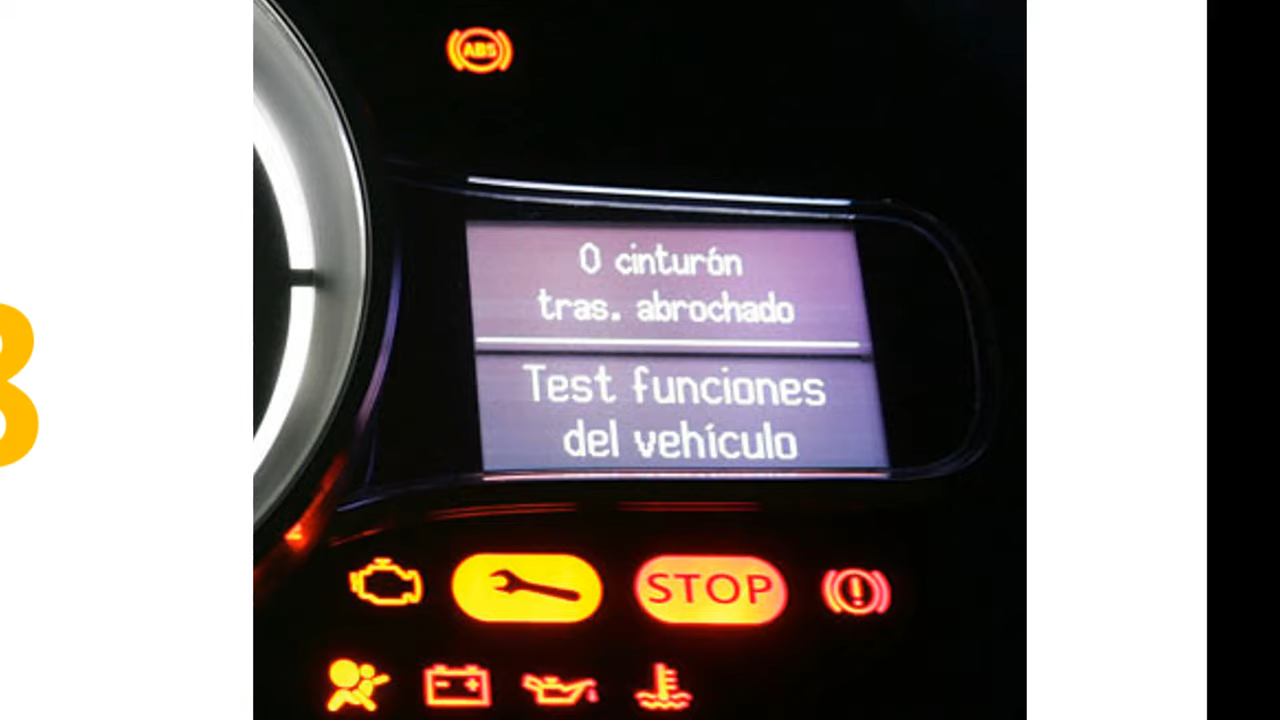 ABS
0 cinturón
tras. abrochado
Test funciones
del vehículo
STOP